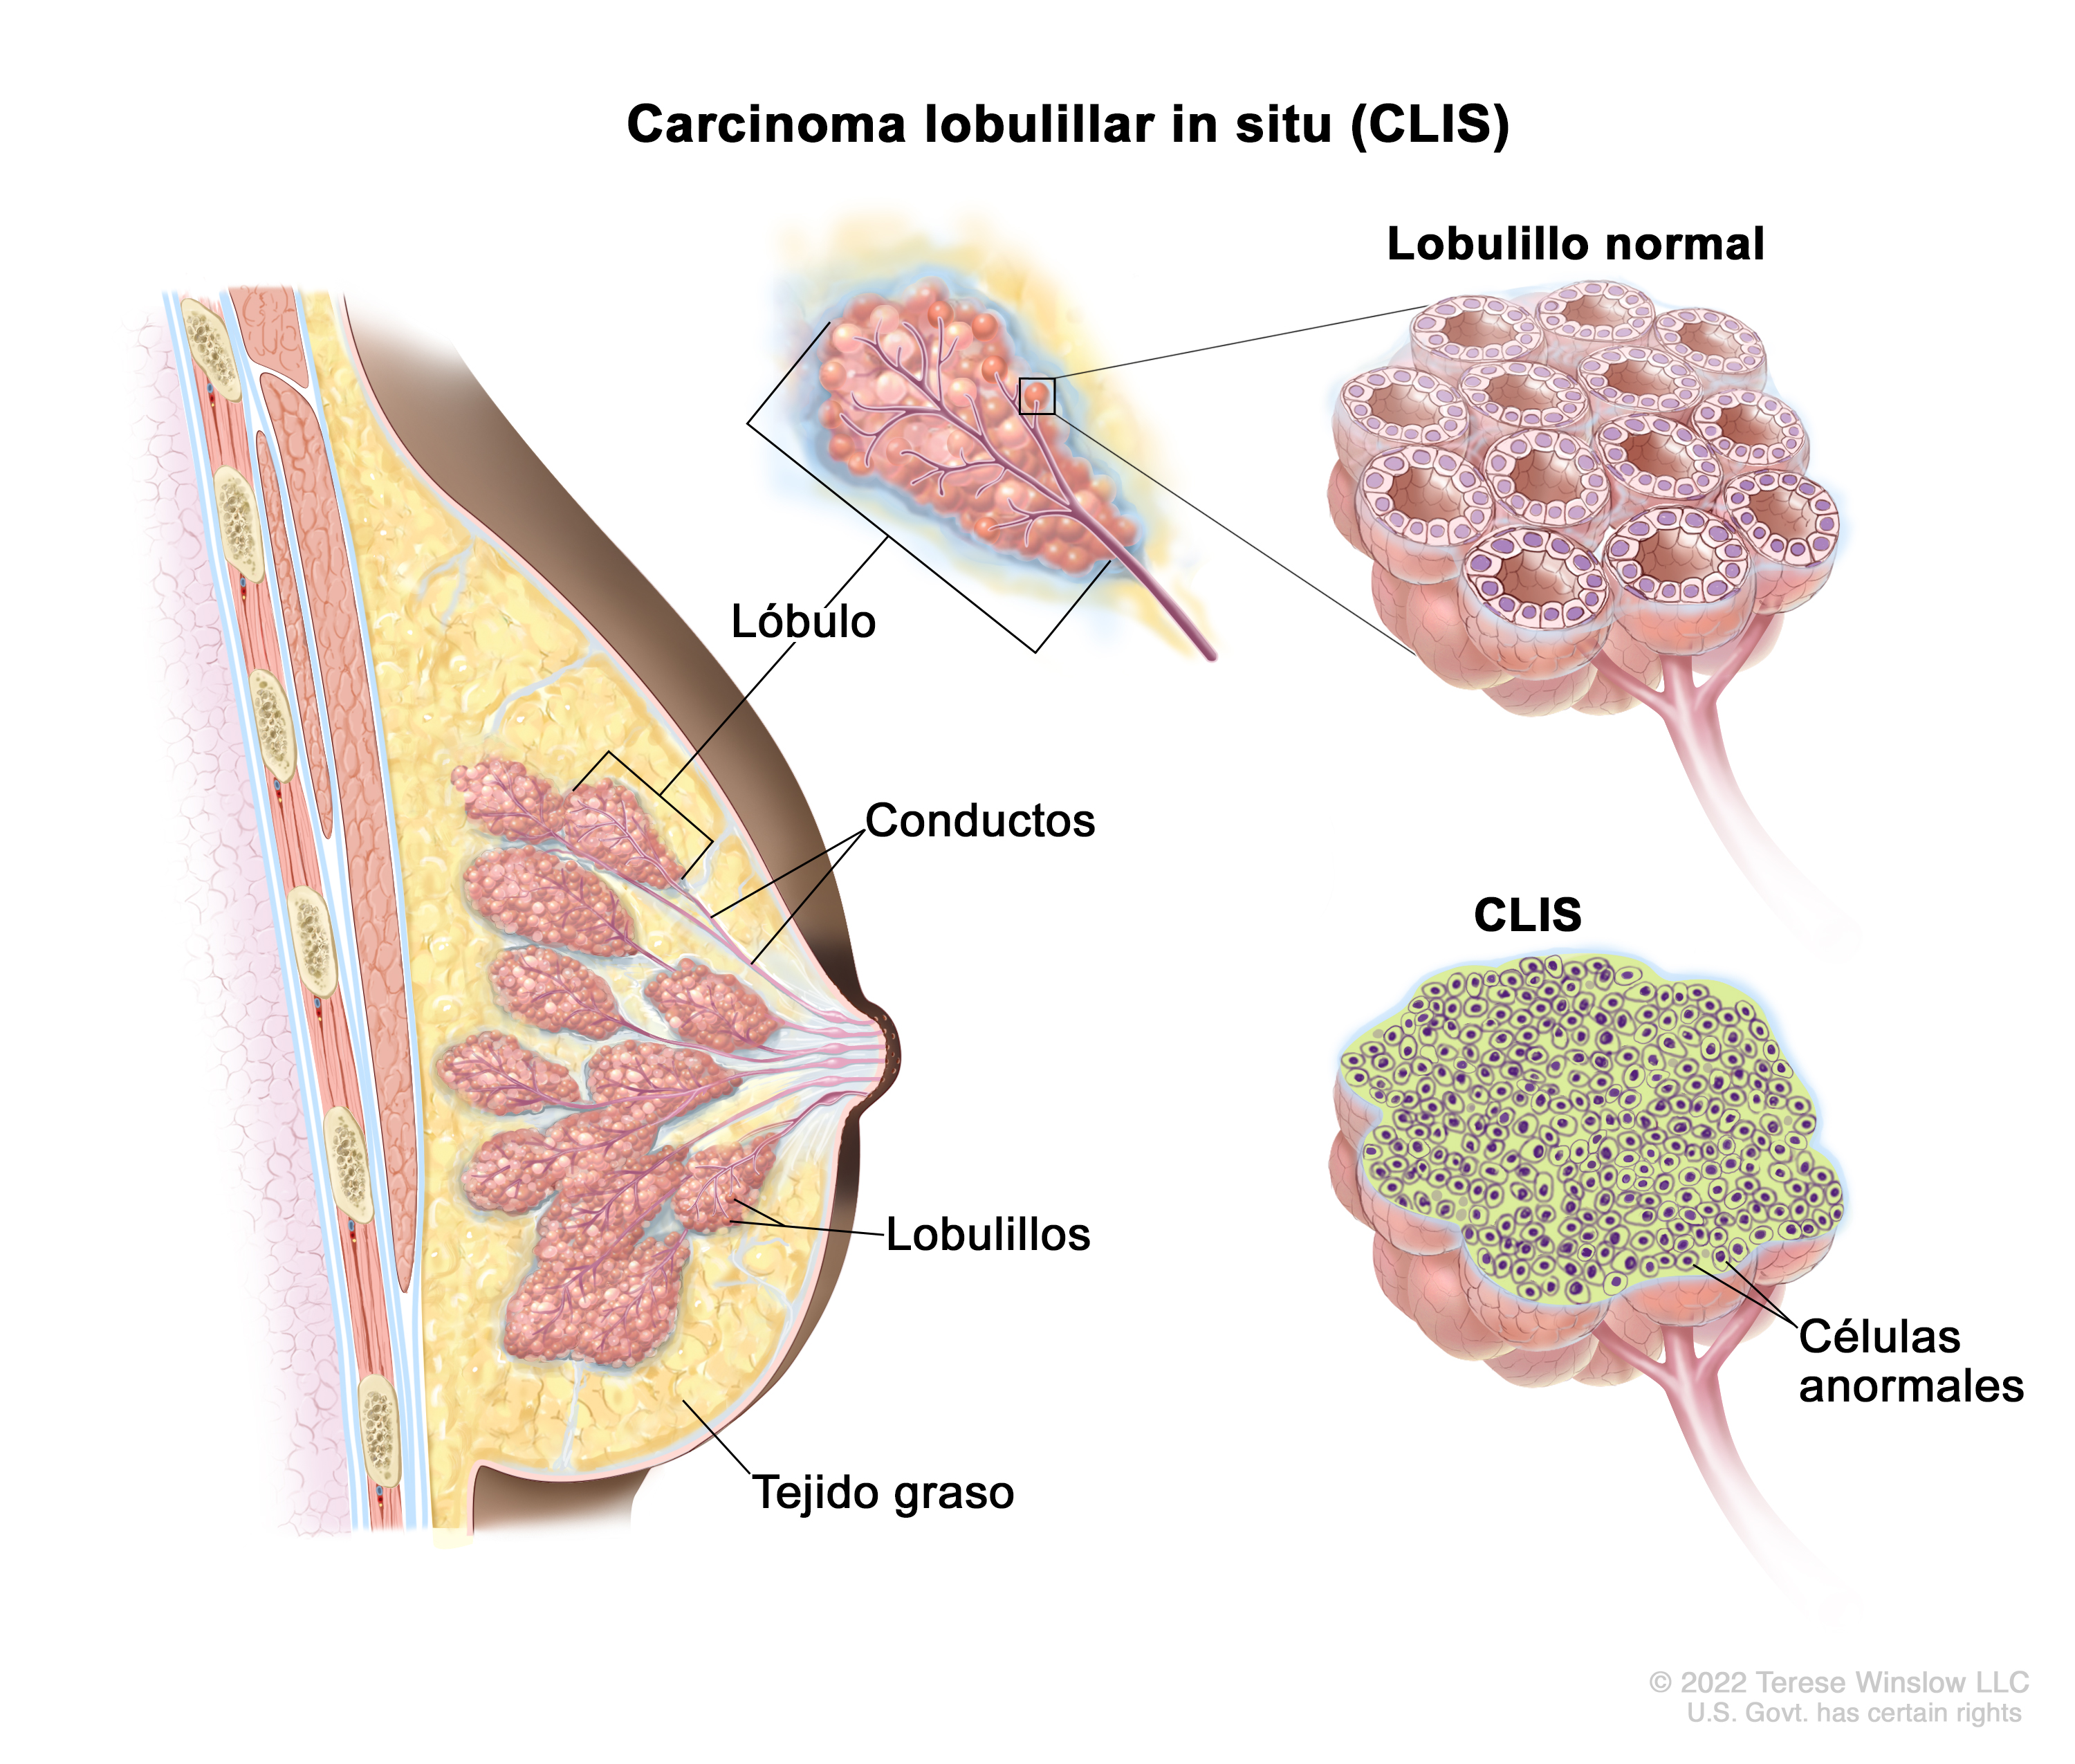 Carcinoma lobulillar in situ (CLIS)
Lobulillo normal
Lóbulo
Conductos
CLIS
Lobulillos
Células
anormales
Tejido graso
© 2022 Terese Winslow LLC
U.S. Govt. has certain rights